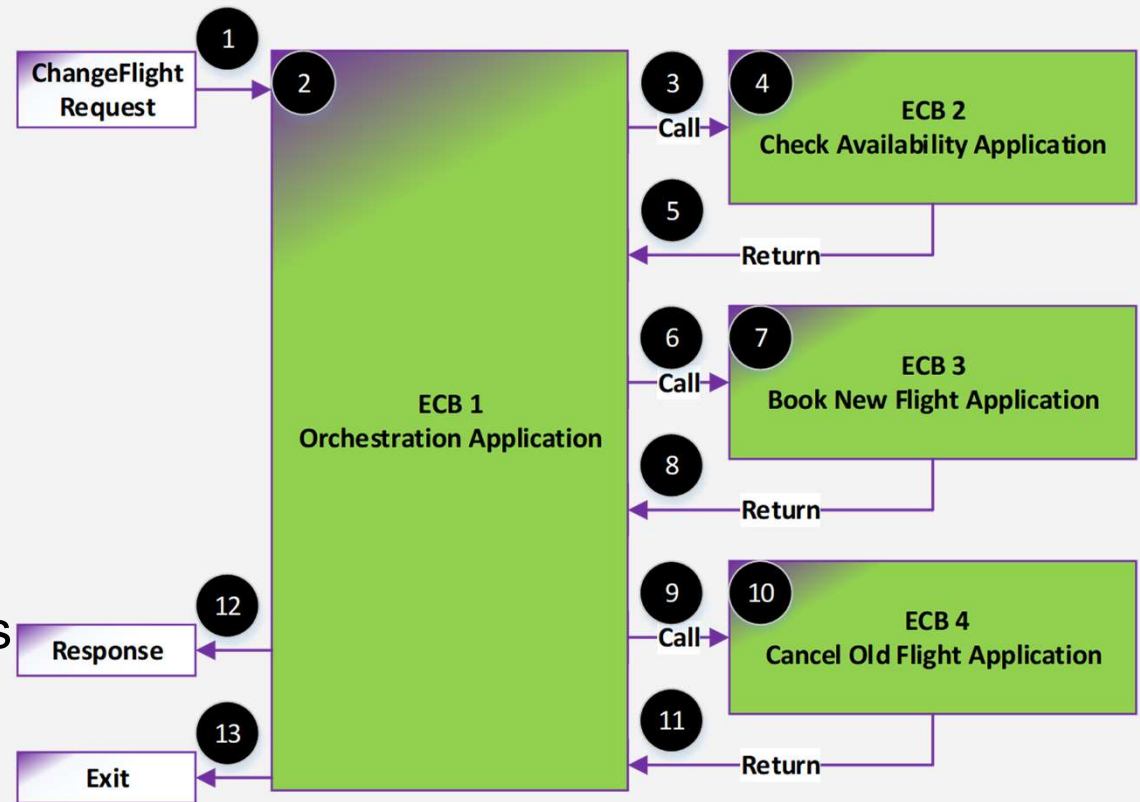 1
ChangeFlight
Request
2
3
Call
4
ECB 2
Check Availability Application
5
Return
6
Call
7
ECB 3
Book New Flight Application
ECB 1
Orchestration Application
8
Return
9
Call
10
ECB 4
Cancel Old Flight Application
11
Return
12
s
Response
13
Exit